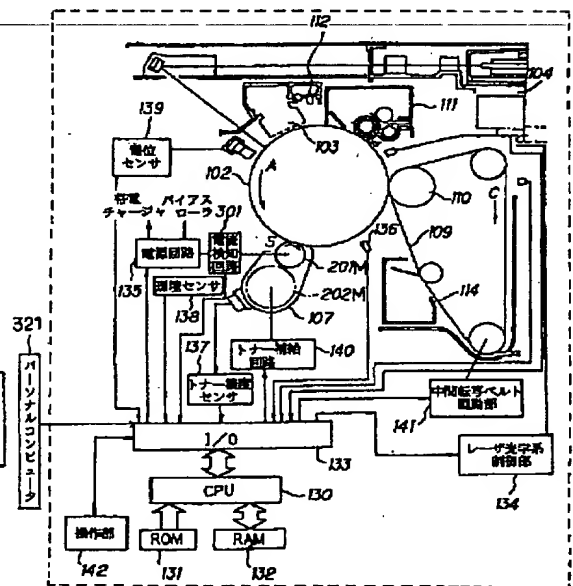 112
104
139
電位
センサ
103
111
102
A
帯電
チャージャ
バイアス
ローラ
301
110
C
電源回路
電流
検知
回路
S
136
109
135
201M
環境センサ
202M
114
138
107
321
137
トナー補給
回路
140
パーソナルコンピュータ
トナー濃度
センサ
中間転写ベルト
駆動部
141
I/O
133
レーザ光学系
制御部
134
CPU
130
操作部
142
ROM
131
RAM
132